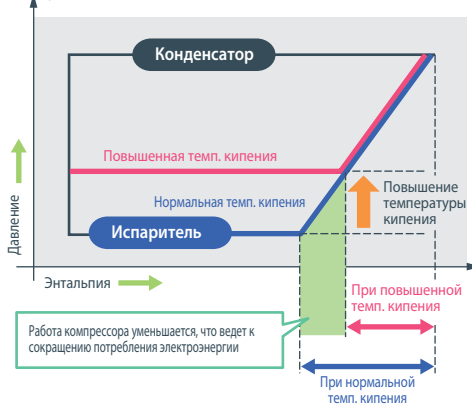 Конденсатор
Повышенная темп. кипения
Нормальная темп. кипения
Повышение
температуры
кипения
Испаритель
Давление
Энтальпия
При повышенной
темп. кипения
Работа компрессора уменьшается, что ведет к
сокращению потребления электроэнергии
При нормальной
темп. кипения